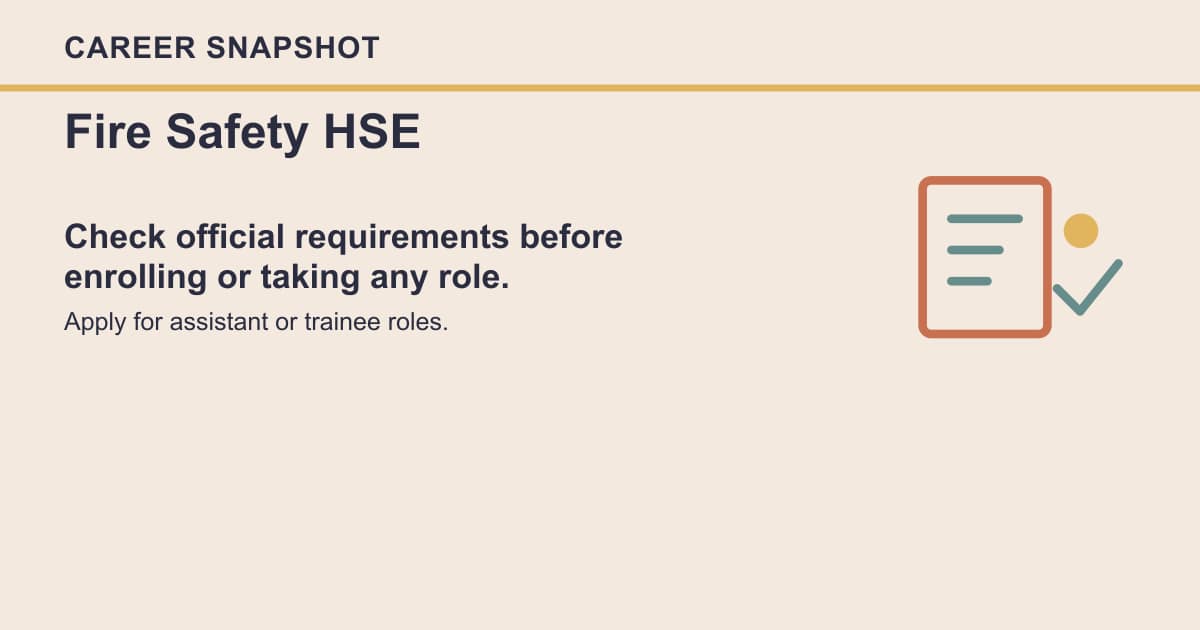 CAREER SNAPSHOT
Fire Safety HSE
Check official requirements before
enrolling or taking any role.
Apply for assistant or trainee roles.